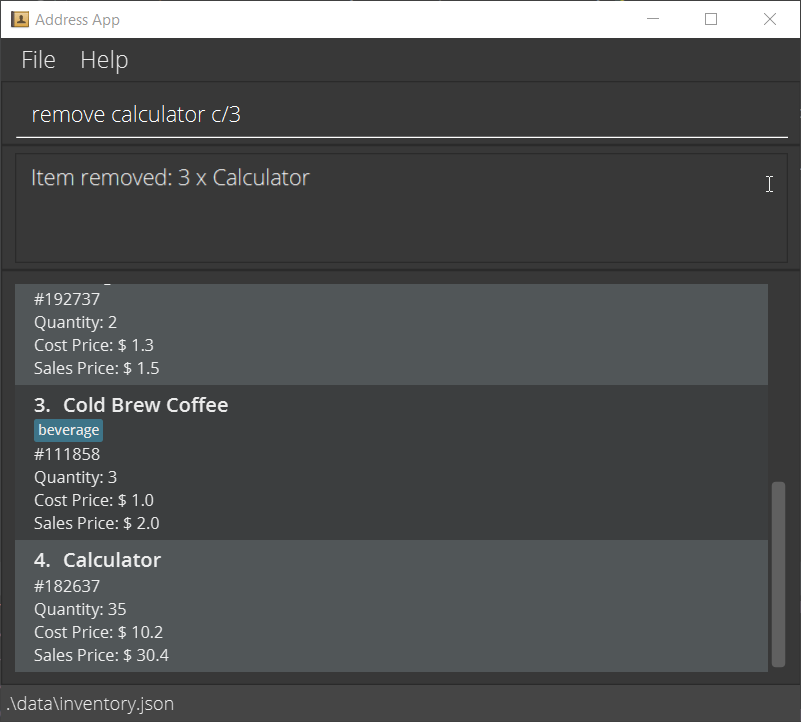 Address App
File Help
remove calculator c/3
Item removed: 3 x Calculator
#192737
Quantity: 2
Cost Price: $ 1.3
Sales Price: $ 1.5
3. Cold Brew Coffee
beverage
#111858
Quantity: 3
Cost Price: $ 1.0
Sales Price: $ 2.0
4. Calculator
#182637
Quantity: 35
Cost Price: $ 10.2
Sales Price: $ 30.4
.\data\inventory.json